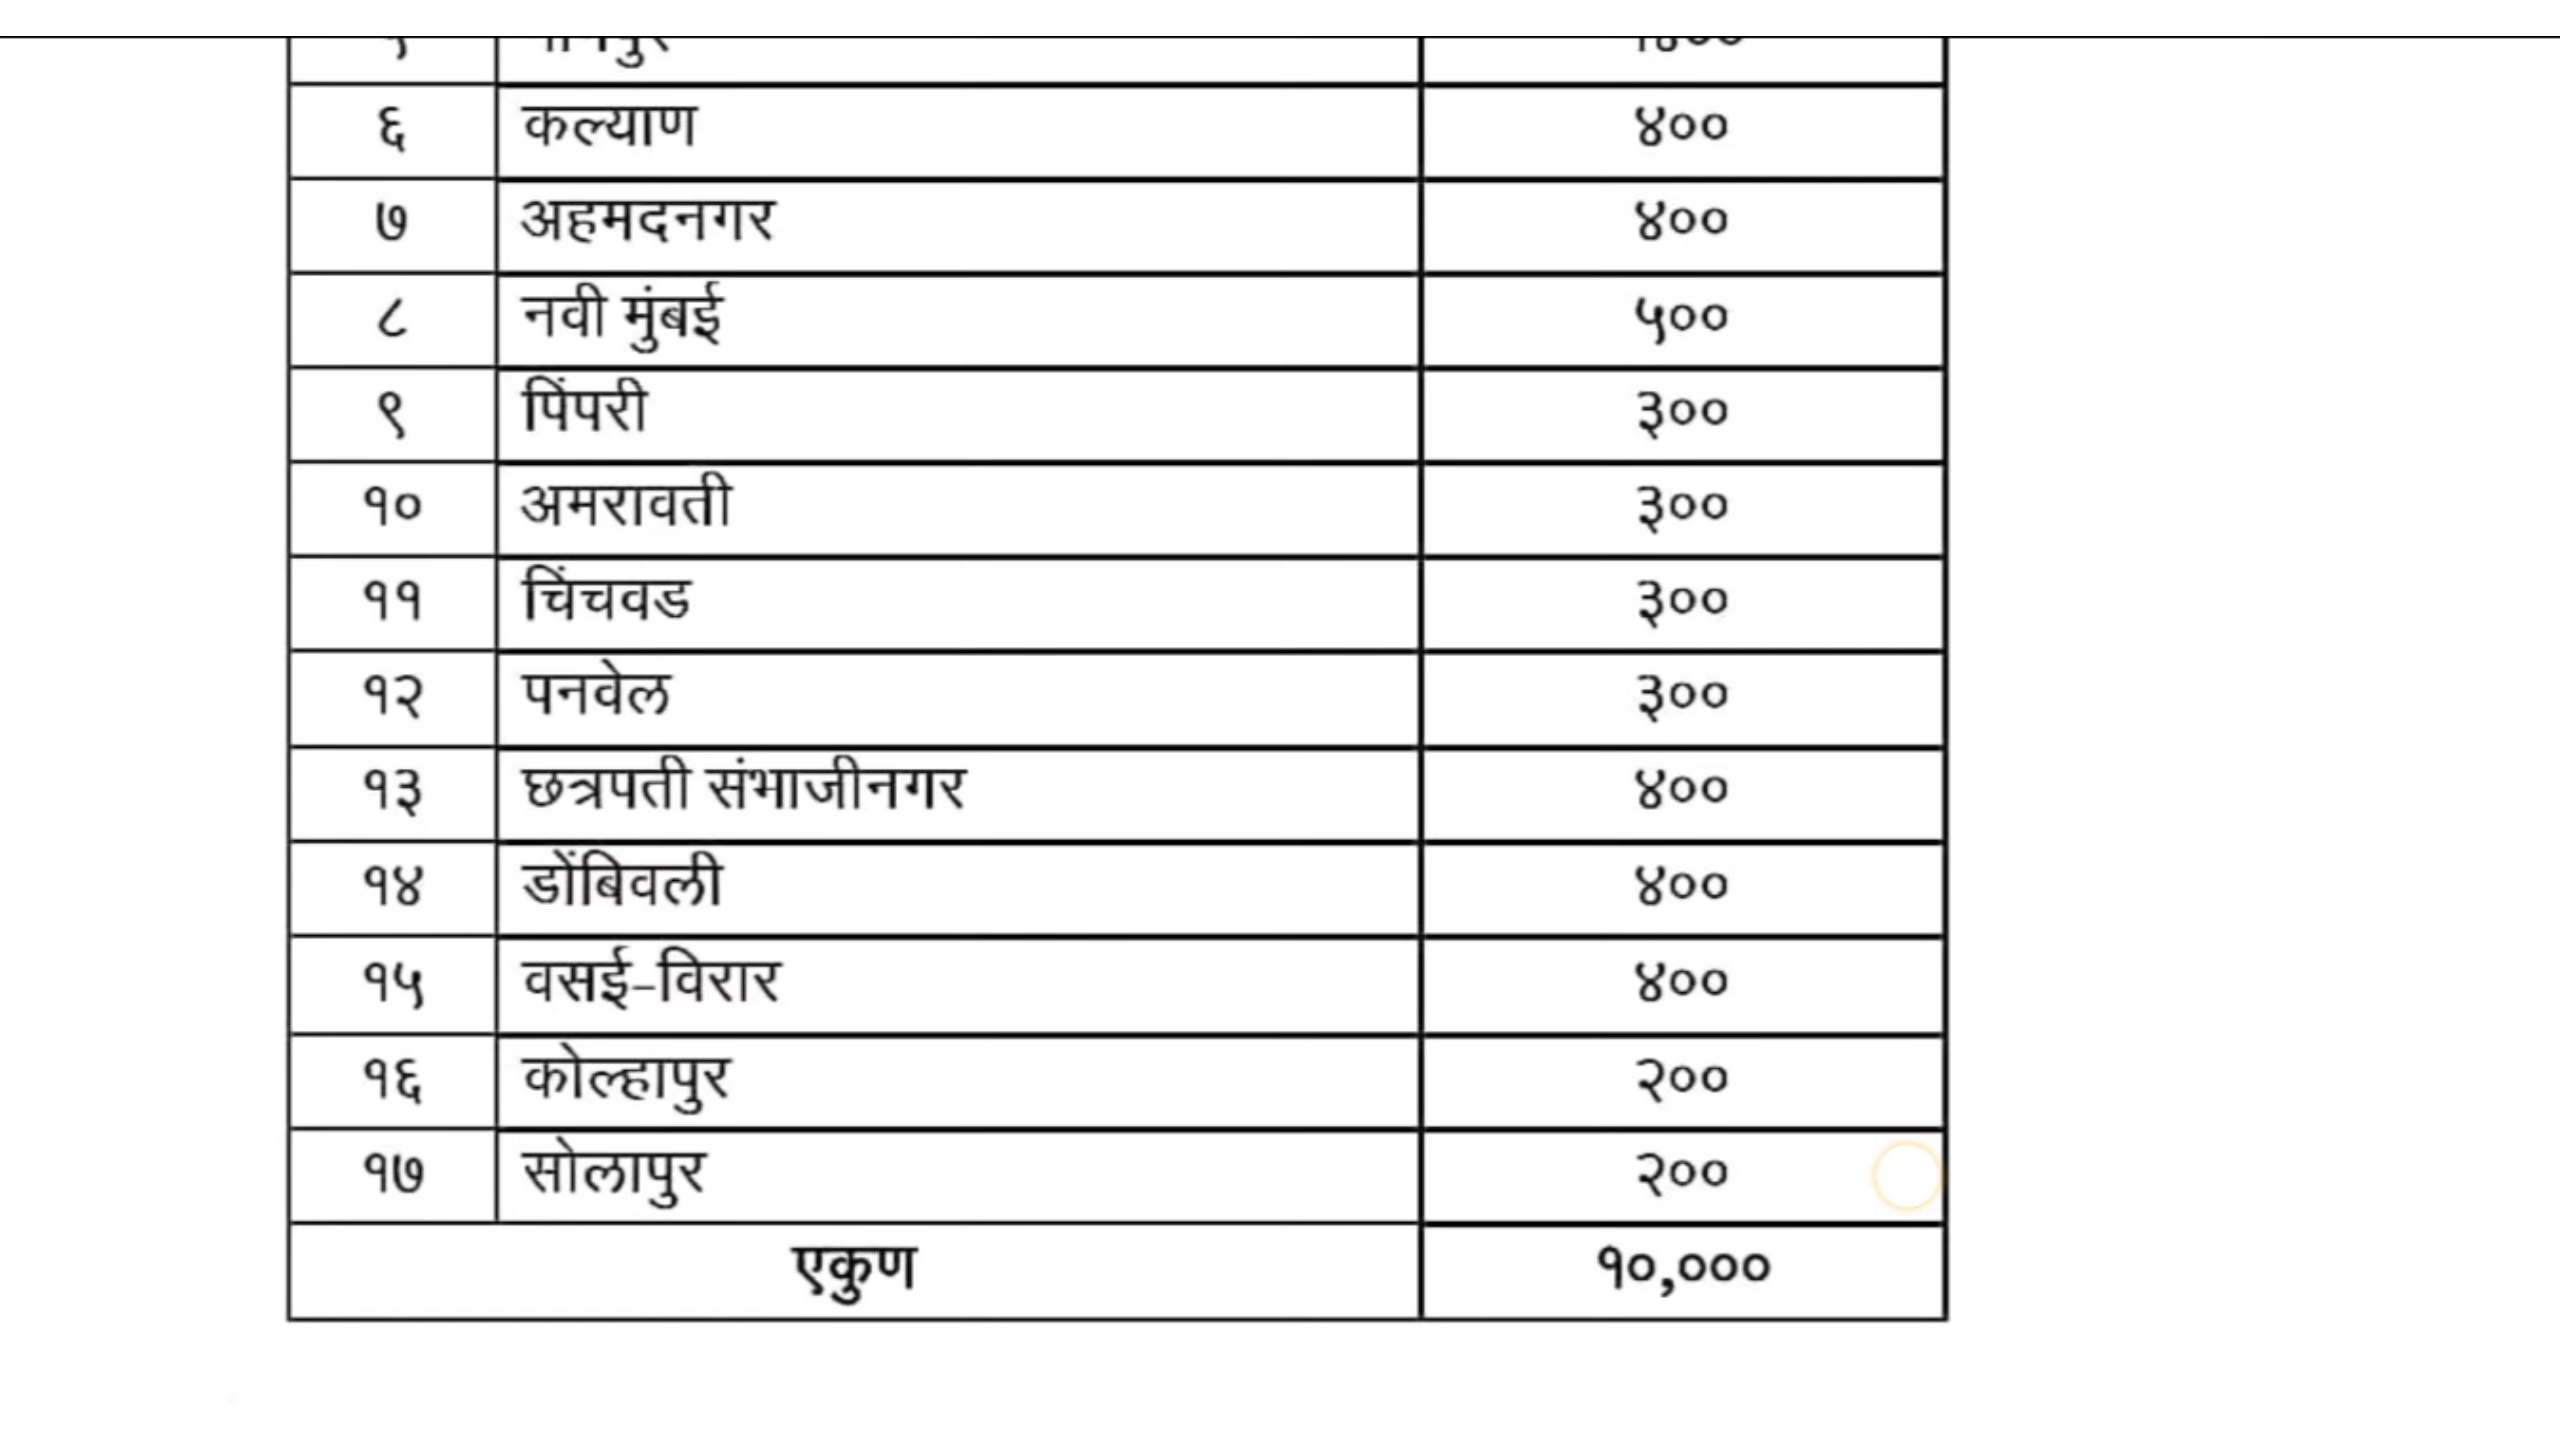 ६ कल्याण ४००
७ अहमदनगर ४००
८ नवी मुंबई ५००
९ पिंपरी ३००
१० अमरावती ३००
११ चिंचवड ३००
१२ पनवेल ३००
१३ छत्रपती संभाजीनगर ४००
१४ डोंबिवली ४००
१५ वसई-विरार ४००
१६ कोल्हापुर २००
१७ सोलापुर २००
एकुण १०,०००